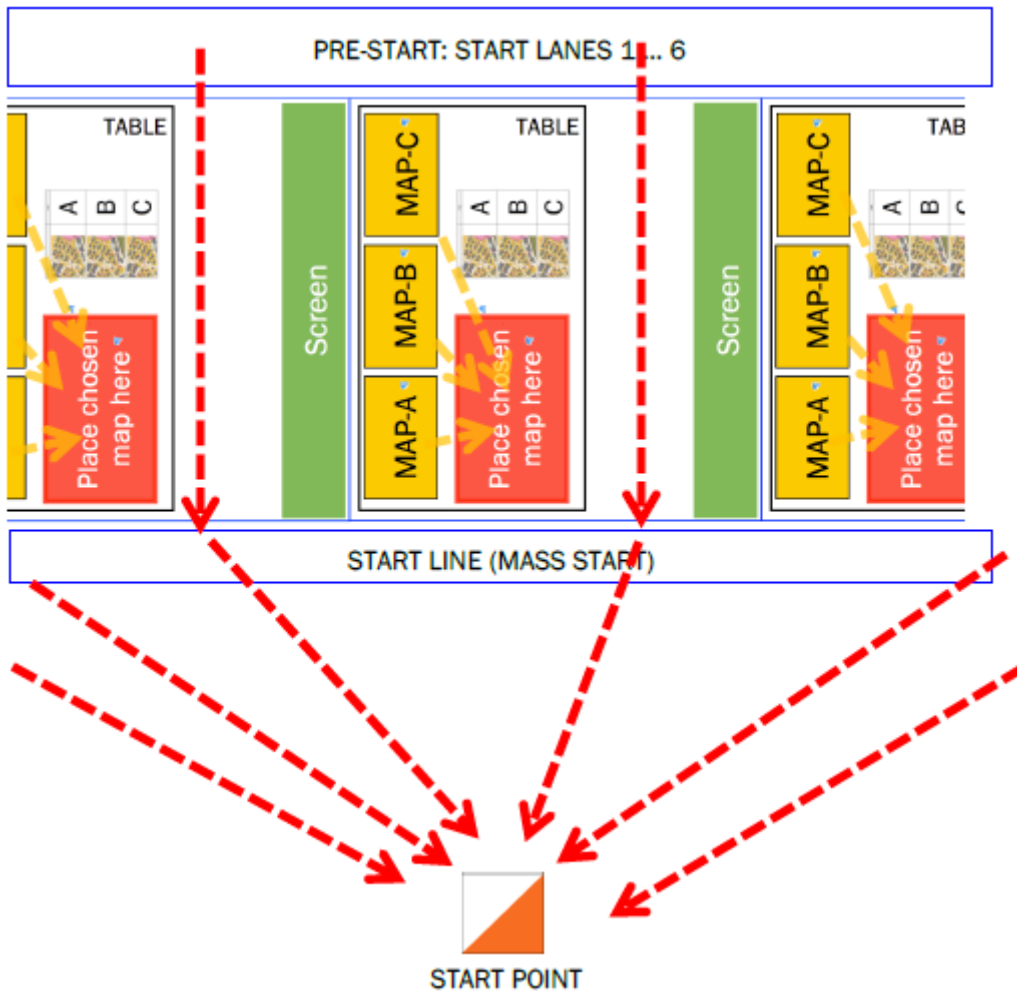 PRE-START: START LANES 1 ... 6
TABLE
A
B
C
Place chosen
map here
Screen
TABLE
MAP-C
MAP-B
MAP-A
A
B
C
Place chosen
map here
Screen
TAB
MAP-C
MAP-B
MAP-A
A
B
Place chosen
map here
START LINE (MASS START)
START POINT